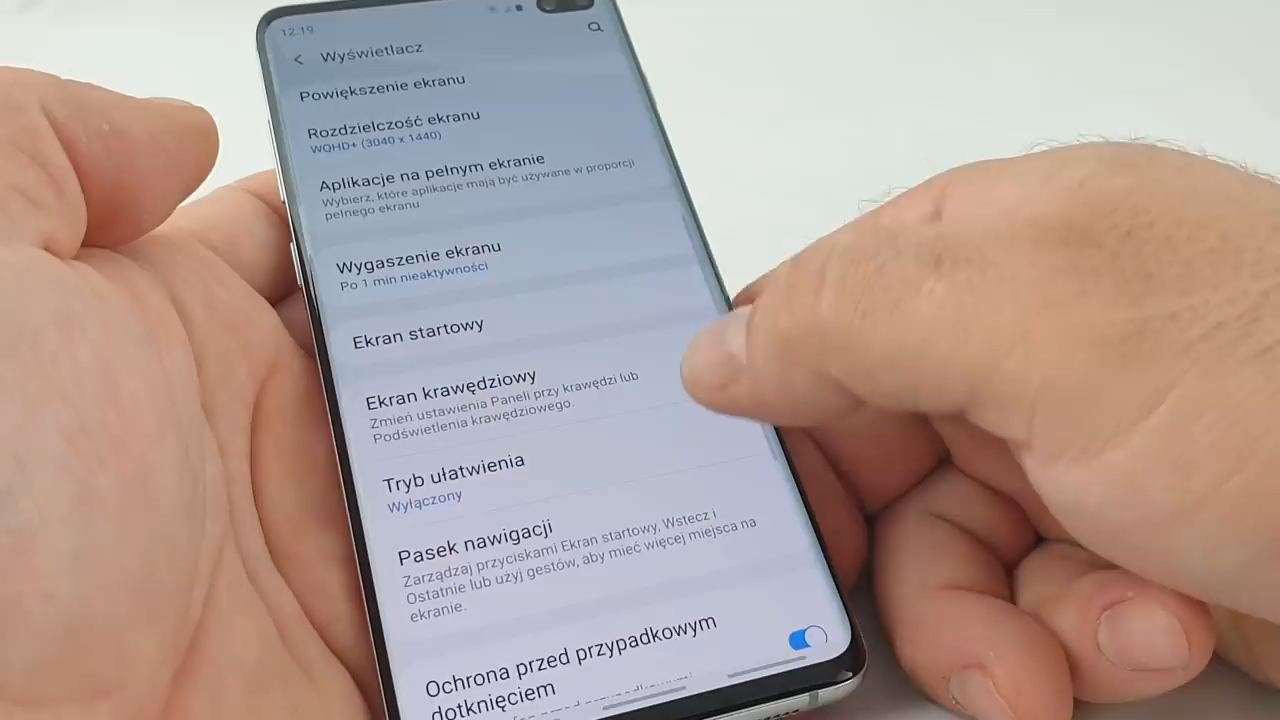 12.19
Wyświetlacz
Powiększenie ekranu
Rozdzielczość ekranu
WQHD+ (3040 x 1440)
Aplikacje na pełnym ekranie
Wybierz, które aplikacje mają być używane w proporcji
pełnego ekranu
Wygaszenie ekranu
Po 1 min nieaktywności
Ekran startowy
Ekran krawędziowy
Zmień ustawienia Paneli przy krawędzi lub
Podświetlenia krawędziowego.
Tryb ułatwienia
Wyłączony
Pasek nawigacji
Zarządzaj przyciskami Ekran startowy, Wstecz i
Ostatnie lub użyj gestów, aby mieć więcej miejsca na
ekranie.
Ochrona przed przypadkowym
dotknięciem